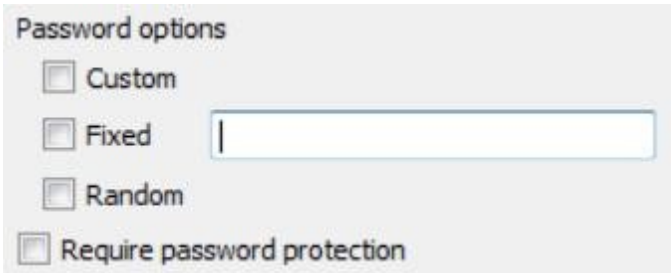 Password options
Custom
Fixed
Random
Require password protection